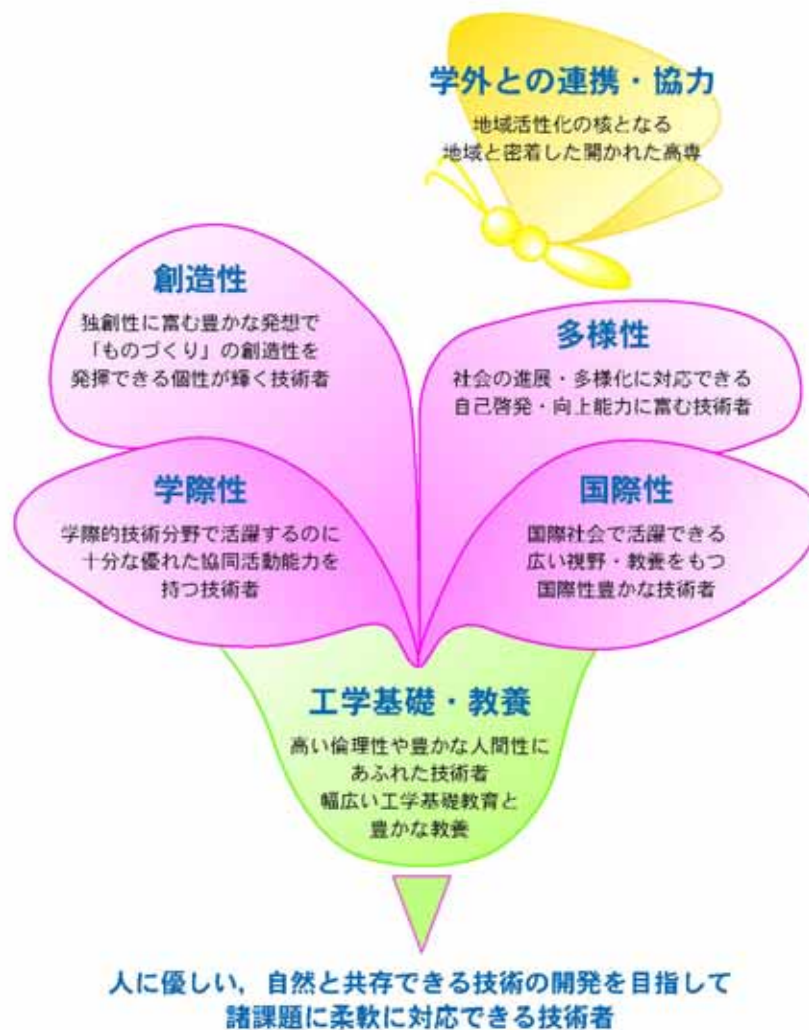 学外との連携・協力
地域活性化の核となる
地域と密着した開かれた高専
創造性
独創性に富む豊かな発想で
「ものづくり」の創造性を
発揮できる個性が輝く技術者
多様性
社会の進展・多様化に対応できる
自己啓発・向上能力に富む技術者
学際性
学際的技術分野で活躍するのに
十分な優れた協同活動能力を
持つ技術者
国際性
国際社会で活躍できる
広い視野・教養をもつ
国際性豊かな技術者
工学基礎・教養
高い倫理性や豊かな人間性に
あふれた技術者
幅広い工学基礎教育と
豊かな教養
人に優しい，自然と共存できる技術の開発を目指して
諸課題に柔軟に対応できる技術者